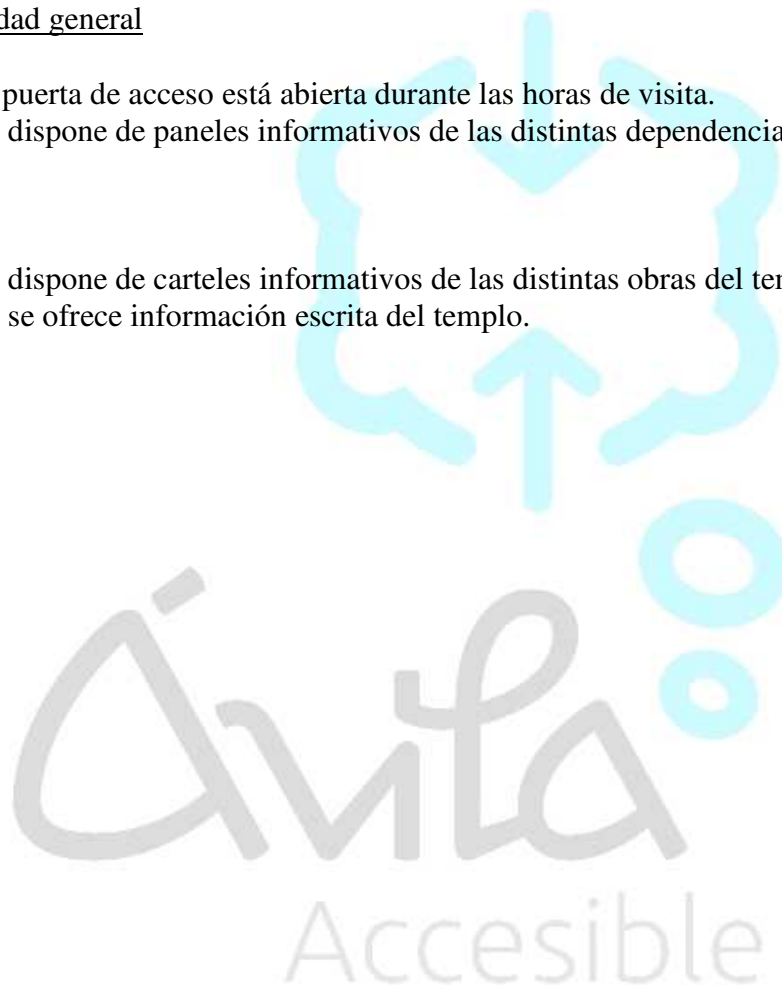 dad general
puerta de acceso está abierta durante las horas de visita.
dispone de paneles informativos de las distintas dependencia
dispone de carteles informativos de las distintas obras del te
se ofrece información escrita del templo.
Ávila
Accesible